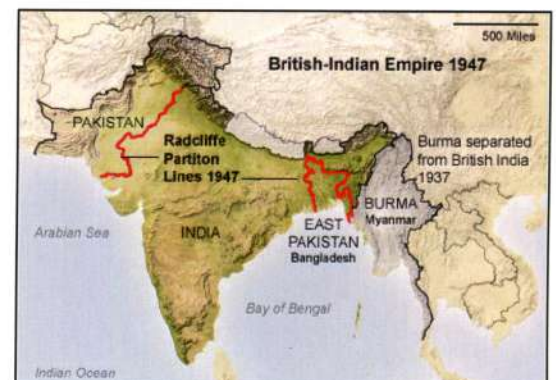 500 Miles
British-Indian Empire 1947
PAKISTAN
Radcliffe
Partiton
Lines 1947
Burma separated
from British India
1937
Arabian Sea
INDIA
EAST
PAKISTAN
Bangladesh
BURMA
Myanmar
Bay of Bengal
Indian Ocean